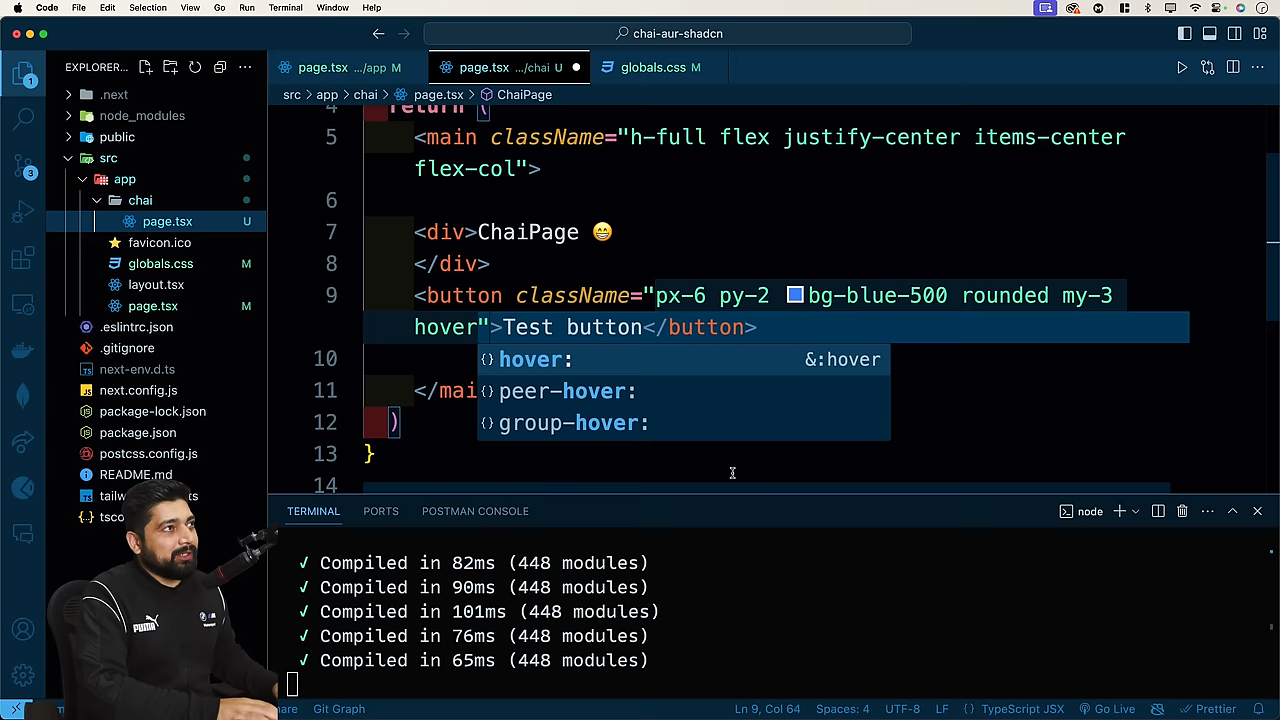 Code File Edit Selection View Go Run Terminal Window Help
chai-aur-shadcn
EXPLORER...
page.tsx .../app M
page.tsx .../chai U
globals.css M
src app chai page.tsx ChaiPage
.next
node_modules
public
src
app
chai
page.tsx U
favicon.ico
globals.css M
layout.tsx
page.tsx M
.eslintrc.json
.gitignore
next-env.d.ts
next.config.js
package-lock.json
package.json
postcss.config.js
README.md
1
3
4 return (
5 <main className="h-full flex justify-center items-center
flex-col">
6
7 <div>ChaiPage 😁
8 </div>
9 <button className="px-6 py-2 bg-blue-500 rounded my-3
hover">Test button</button>
hover: &:hover
10 peer-hover:
11 </mai
group-hover:
12 )
13 }
14
TERMINAL PORTS POSTMAN CONSOLE
node
✓ Compiled in 82ms (448 modules)
✓ Compiled in 90ms (448 modules)
✓ Compiled in 101ms (448 modules)
✓ Compiled in 76ms (448 modules)
✓ Compiled in 65ms (448 modules)
PUMA
Git Graph
Ln 9, Col 64 Spaces: 4 UTF-8 LF {} TypeScript JSX Go Live Prettier